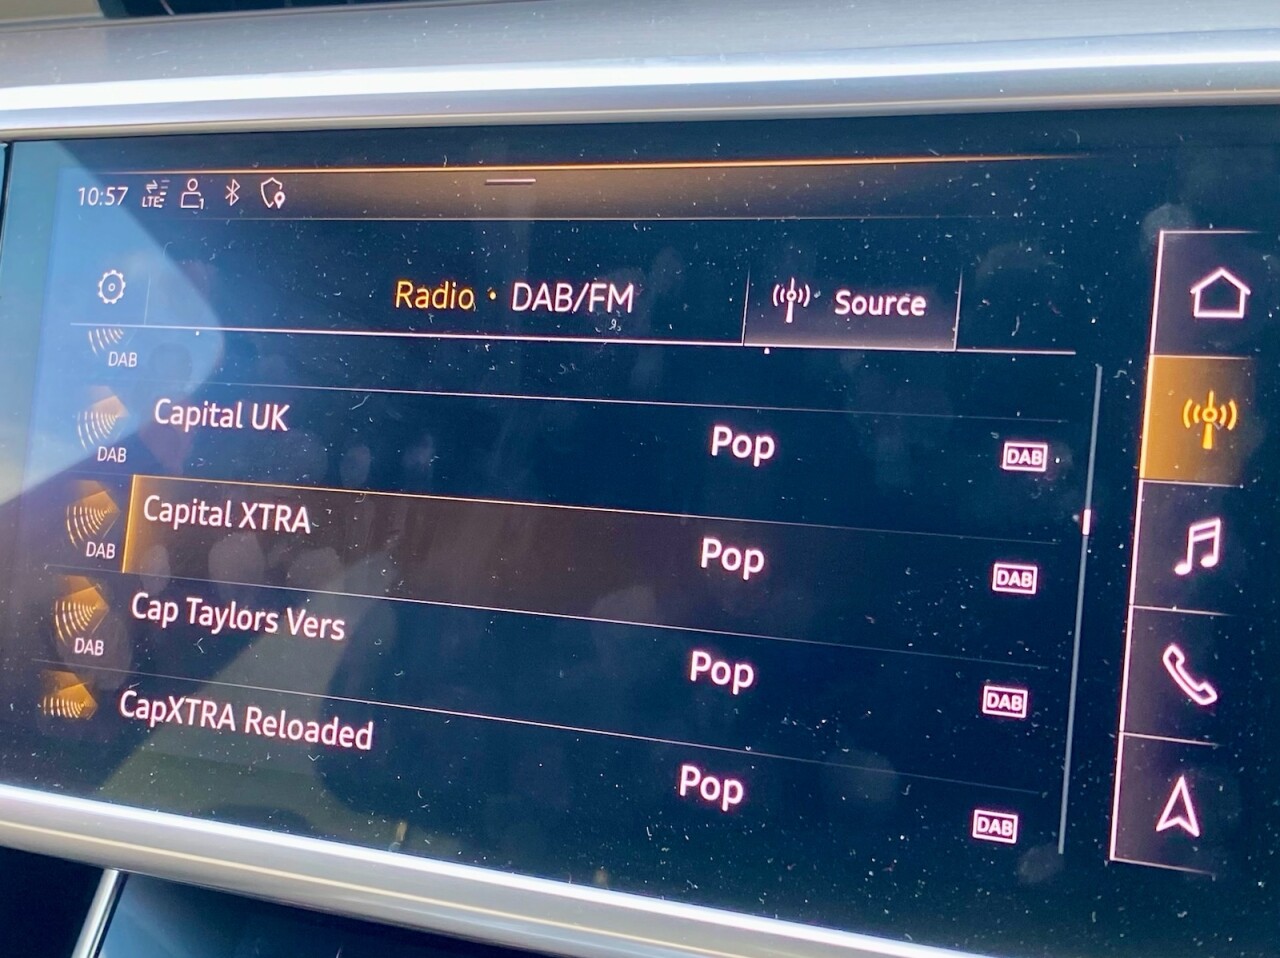 10:57 LTE 1
Radio • DAB/FM Source
DAB
Capital UK Pop DAB
DAB
Capital XTRA Pop DAB
DAB
Cap Taylors Vers Pop DAB
DAB
CapXTRA Reloaded Pop DAB